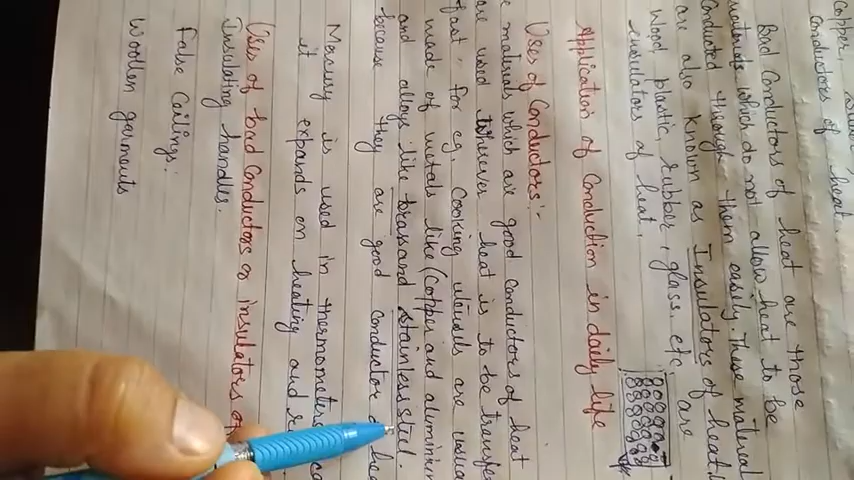 copper,
conductors of heat.
Bad Conductors of heat are those
materials which do not allow heat to be
conducted through them easely. These material
are also known as Insulators of heat.
Wood plastic, rubber, glass. etc are
insulators of heat.
Application of Conduction in daily life
Uses of Conductors:-
materials which are good conductors of heat
are used wherever heat is to be transfe
fast. for eg. Cooking utensils are usua
made of metals like (Copper and aluminium
and alloys like brass and stainless steel.
because they are good conductor hea
Mercury is used in thermometers ca
it expands on heating and
Uses of bad Conductors or insulators of
Insulating handles.
False Ceilings:
Woollen garments